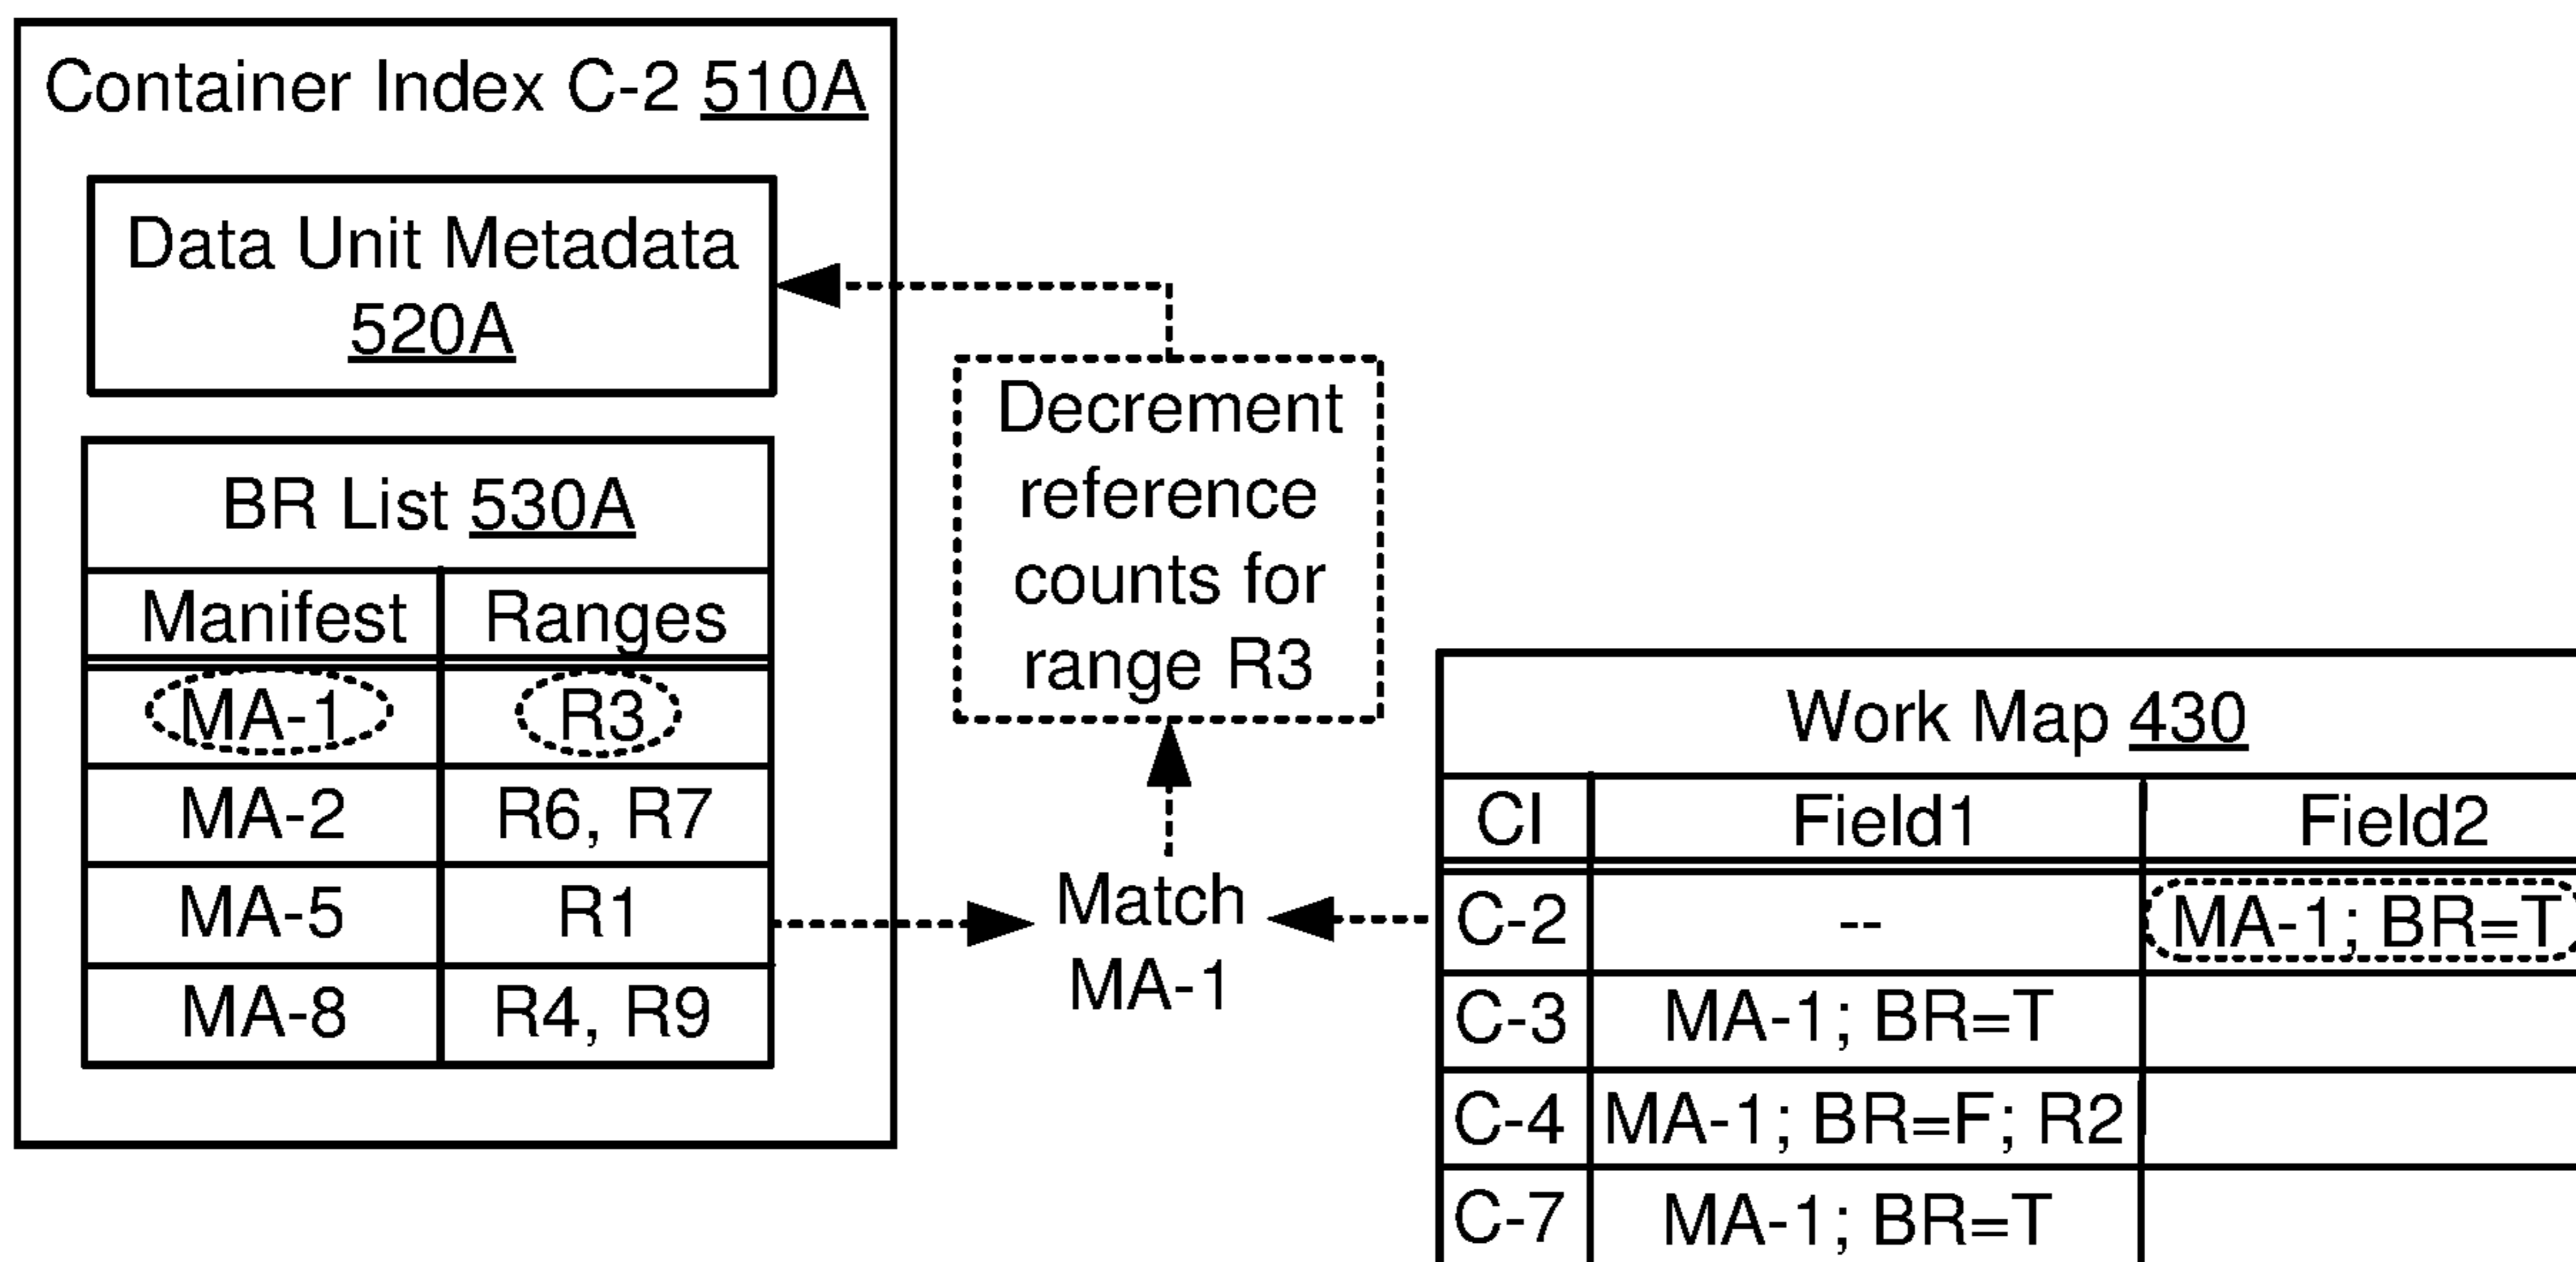 Container Index C-2 510A
Data Unit Metadata
520A
BR List 530A
Manifest Ranges
MA-1 R3
MA-2 R6, R7
MA-5 R1
MA-8 R4, R9
Decrement
reference
counts for
range R3
Match
MA-1
Work Map 430
CI Field1 Field2
C-2 -- MA-1; BR=T
C-3 MA-1; BR=T
C-4 MA-1; BR=F; R2
C-7 MA-1; BR=T